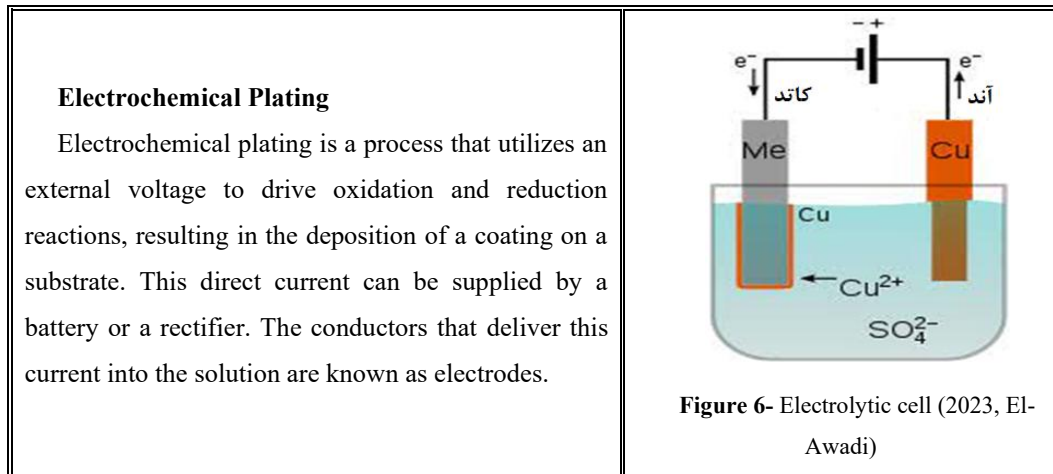 Electrochemical Plating
Electrochemical plating is a process that utilizes an
external voltage to drive oxidation and reduction
reactions, resulting in the deposition of a coating on a
substrate. This direct current can be supplied by a
battery or a rectifier. The conductors that deliver this
current into the solution are known as electrodes.
- +
e⁻ e⁻
کاتد آند
Me Cu
Cu
Cu²⁺
SO₄²⁻
Figure 6- Electrolytic cell (2023, El-
Awadi)